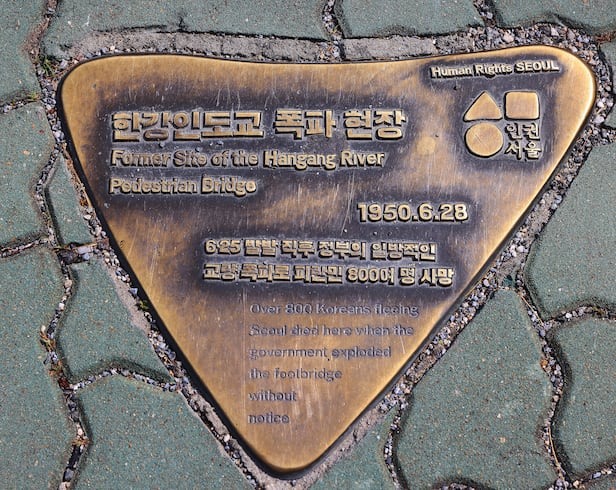 Human Rights SEOUL
인권
서울
한강인도교 폭파 현장
Former Site of the Hangang River
Pedestrian Bridge
1950.6.28
6·25 발발 직후 정부의 일방적인
교량 폭파로 피란민 800여 명 사망
Over 800 Koreans fleeing
Seoul died here when the
government exploded
the footbridge
without
notice